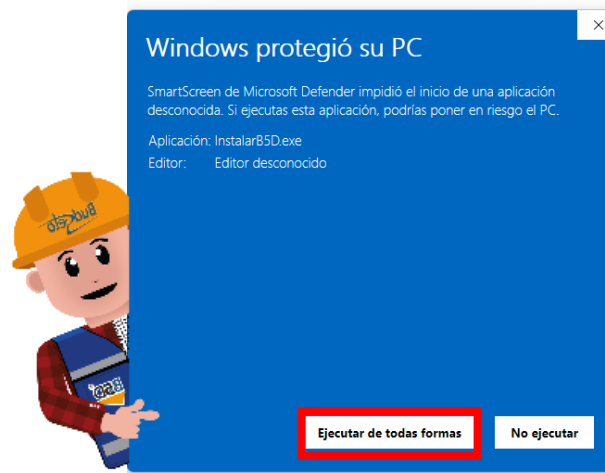 Windows protegió su PC
SmartScreen de Microsoft Defender impidió el inicio de una aplicación
desconocida. Si ejecutas esta aplicación, podrías poner en riesgo el PC.
Aplicación: InstalarB5D.exe
Editor: Editor desconocido
Ejecutar de todas formas
No ejecutar